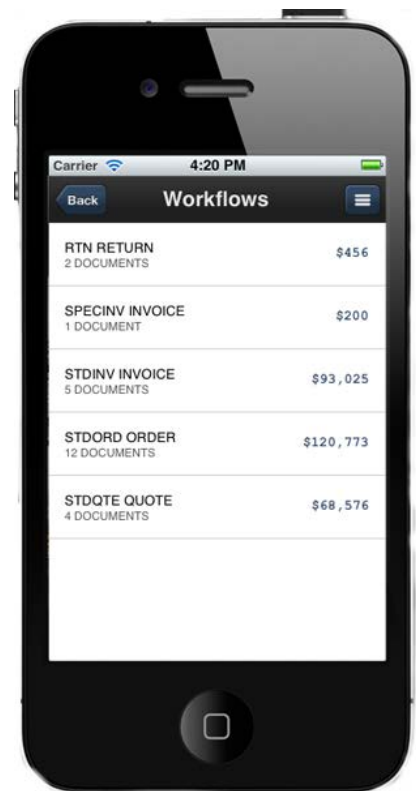 Carrier 4:20 PM
Back Workflows
RTN RETURN
2 DOCUMENTS $456
SPECINV INVOICE
1 DOCUMENT $200
STDINV INVOICE
5 DOCUMENTS $93,025
STDORD ORDER
12 DOCUMENTS $120,773
STDQTE QUOTE
4 DOCUMENTS $68,576